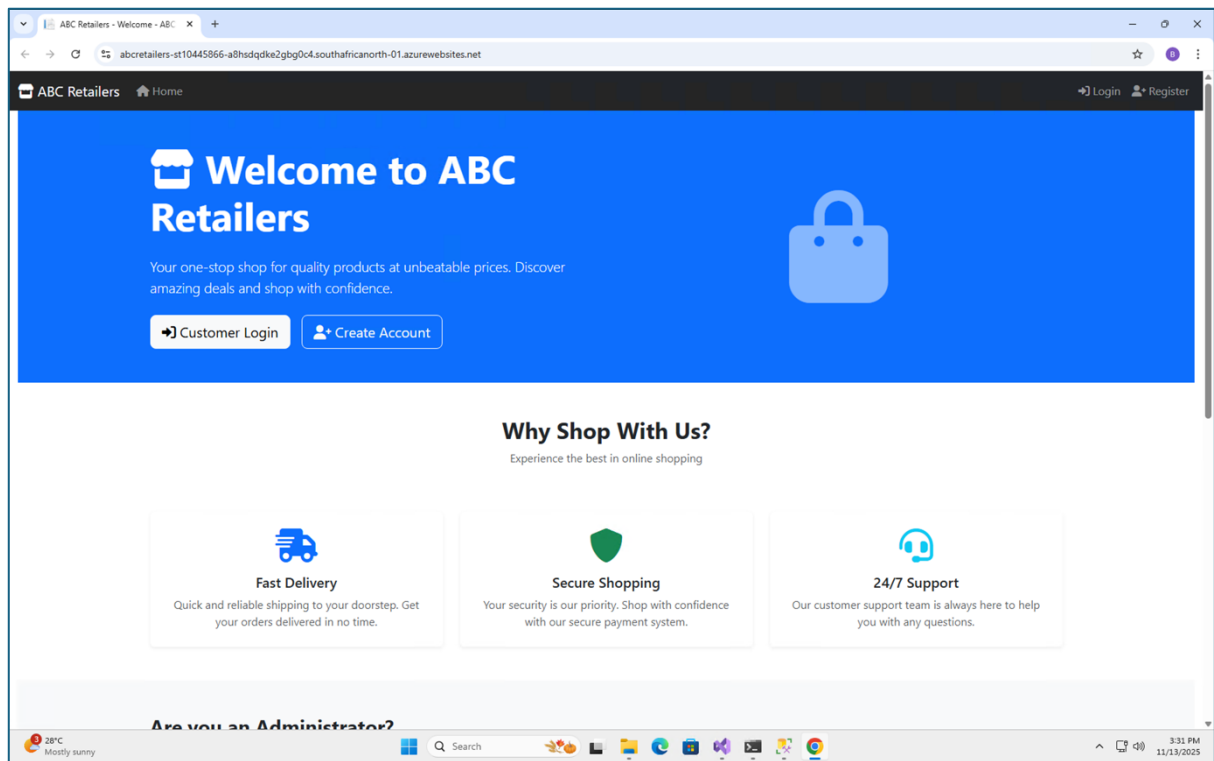 ABC Retailers - Welcome - ABC
abcretailers-st10445866-a8hsdqdke2gbg0c4.southafricanorth-01.azurewebsites.net
B
ABC Retailers Home Login Register
Welcome to ABC
Retailers
Your one-stop shop for quality products at unbeatable prices. Discover
amazing deals and shop with confidence.
Customer Login Create Account
Why Shop With Us?
Experience the best in online shopping
Fast Delivery
Quick and reliable shipping to your doorstep. Get
your orders delivered in no time.
Secure Shopping
Your security is our priority. Shop with confidence
with our secure payment system.
24/7 Support
Our customer support team is always here to help
you with any questions.
Are you an Administrator?
3
28°C
Mostly sunny
Search
3:31 PM
11/13/2025